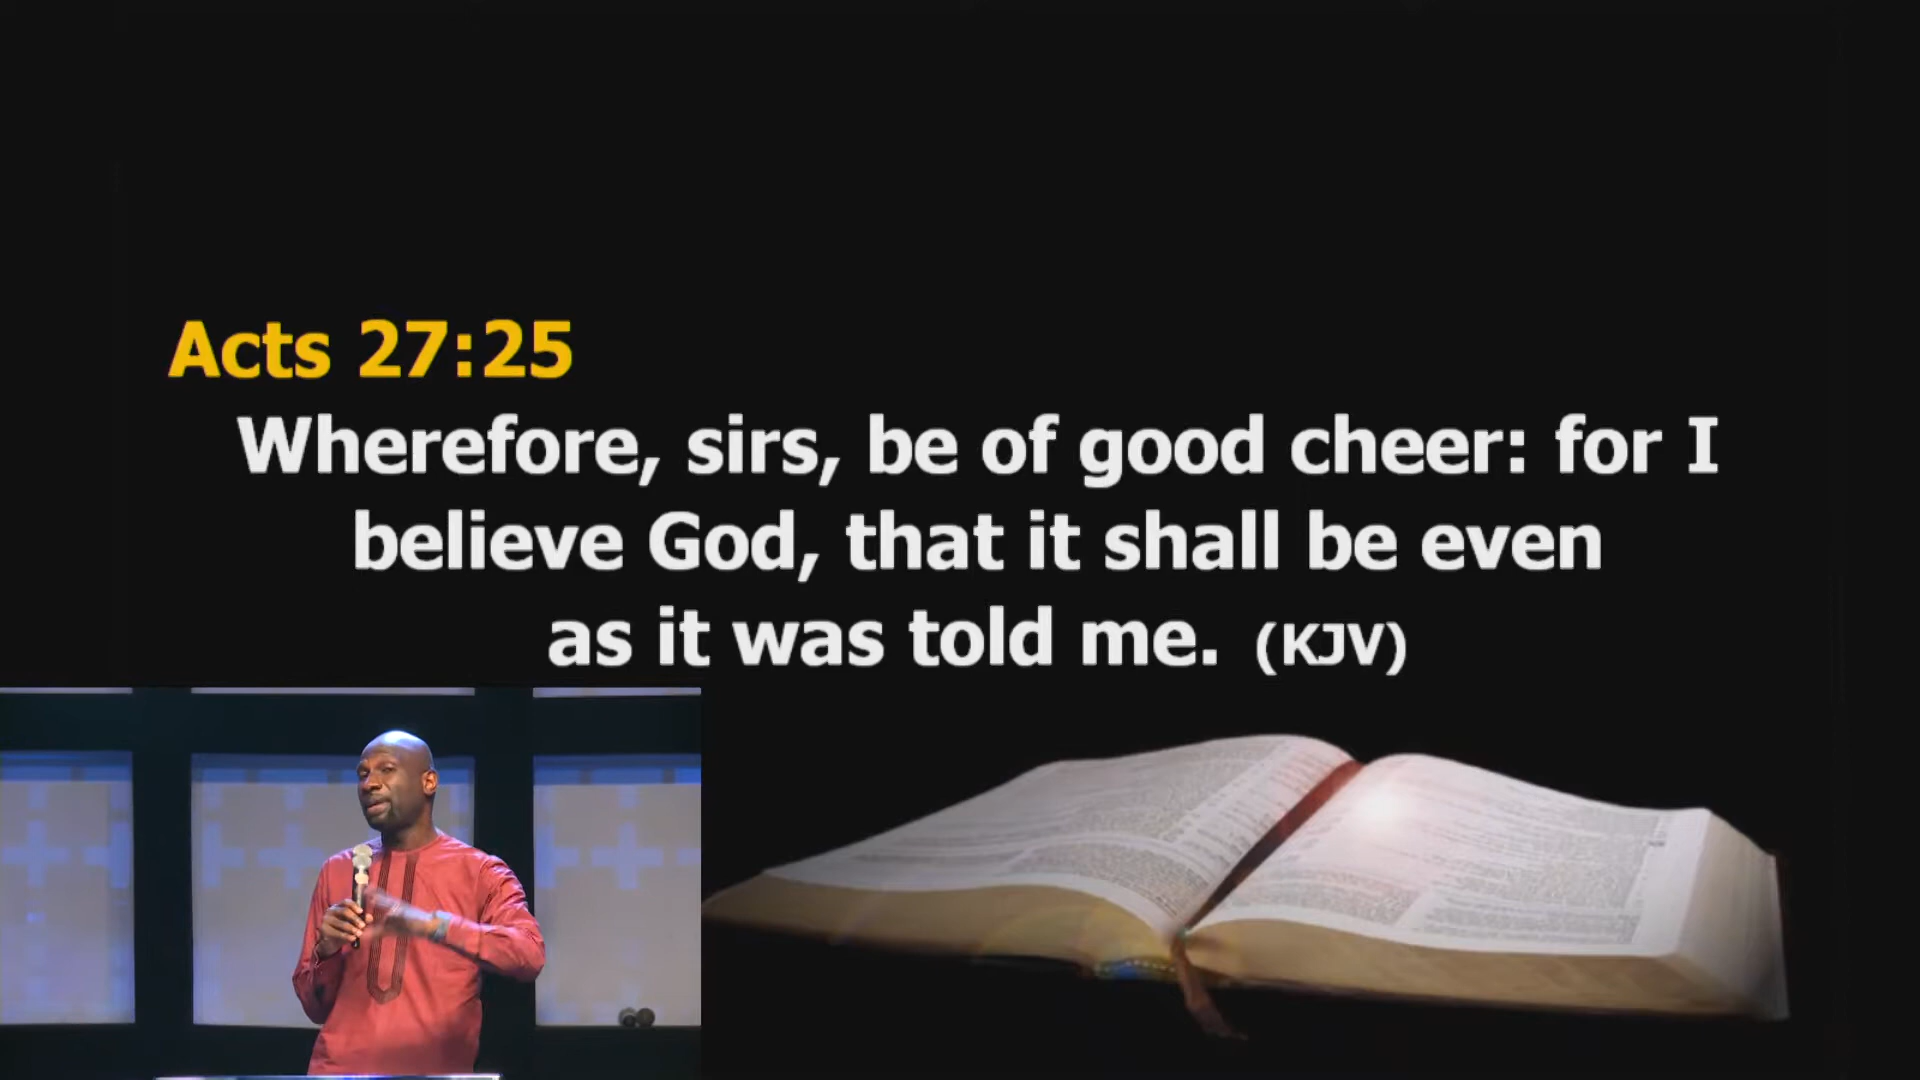 Acts 27:25
Wherefore, sirs, be of good cheer: for I
believe God, that it shall be even
as it was told me. (KJV)